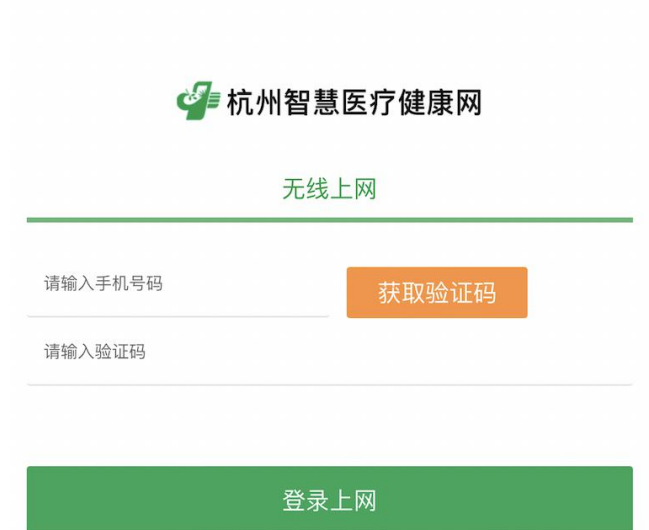 杭州智慧医疗健康网
无线上网
请输入手机号码
获取验证码
请输入验证码
登录上网